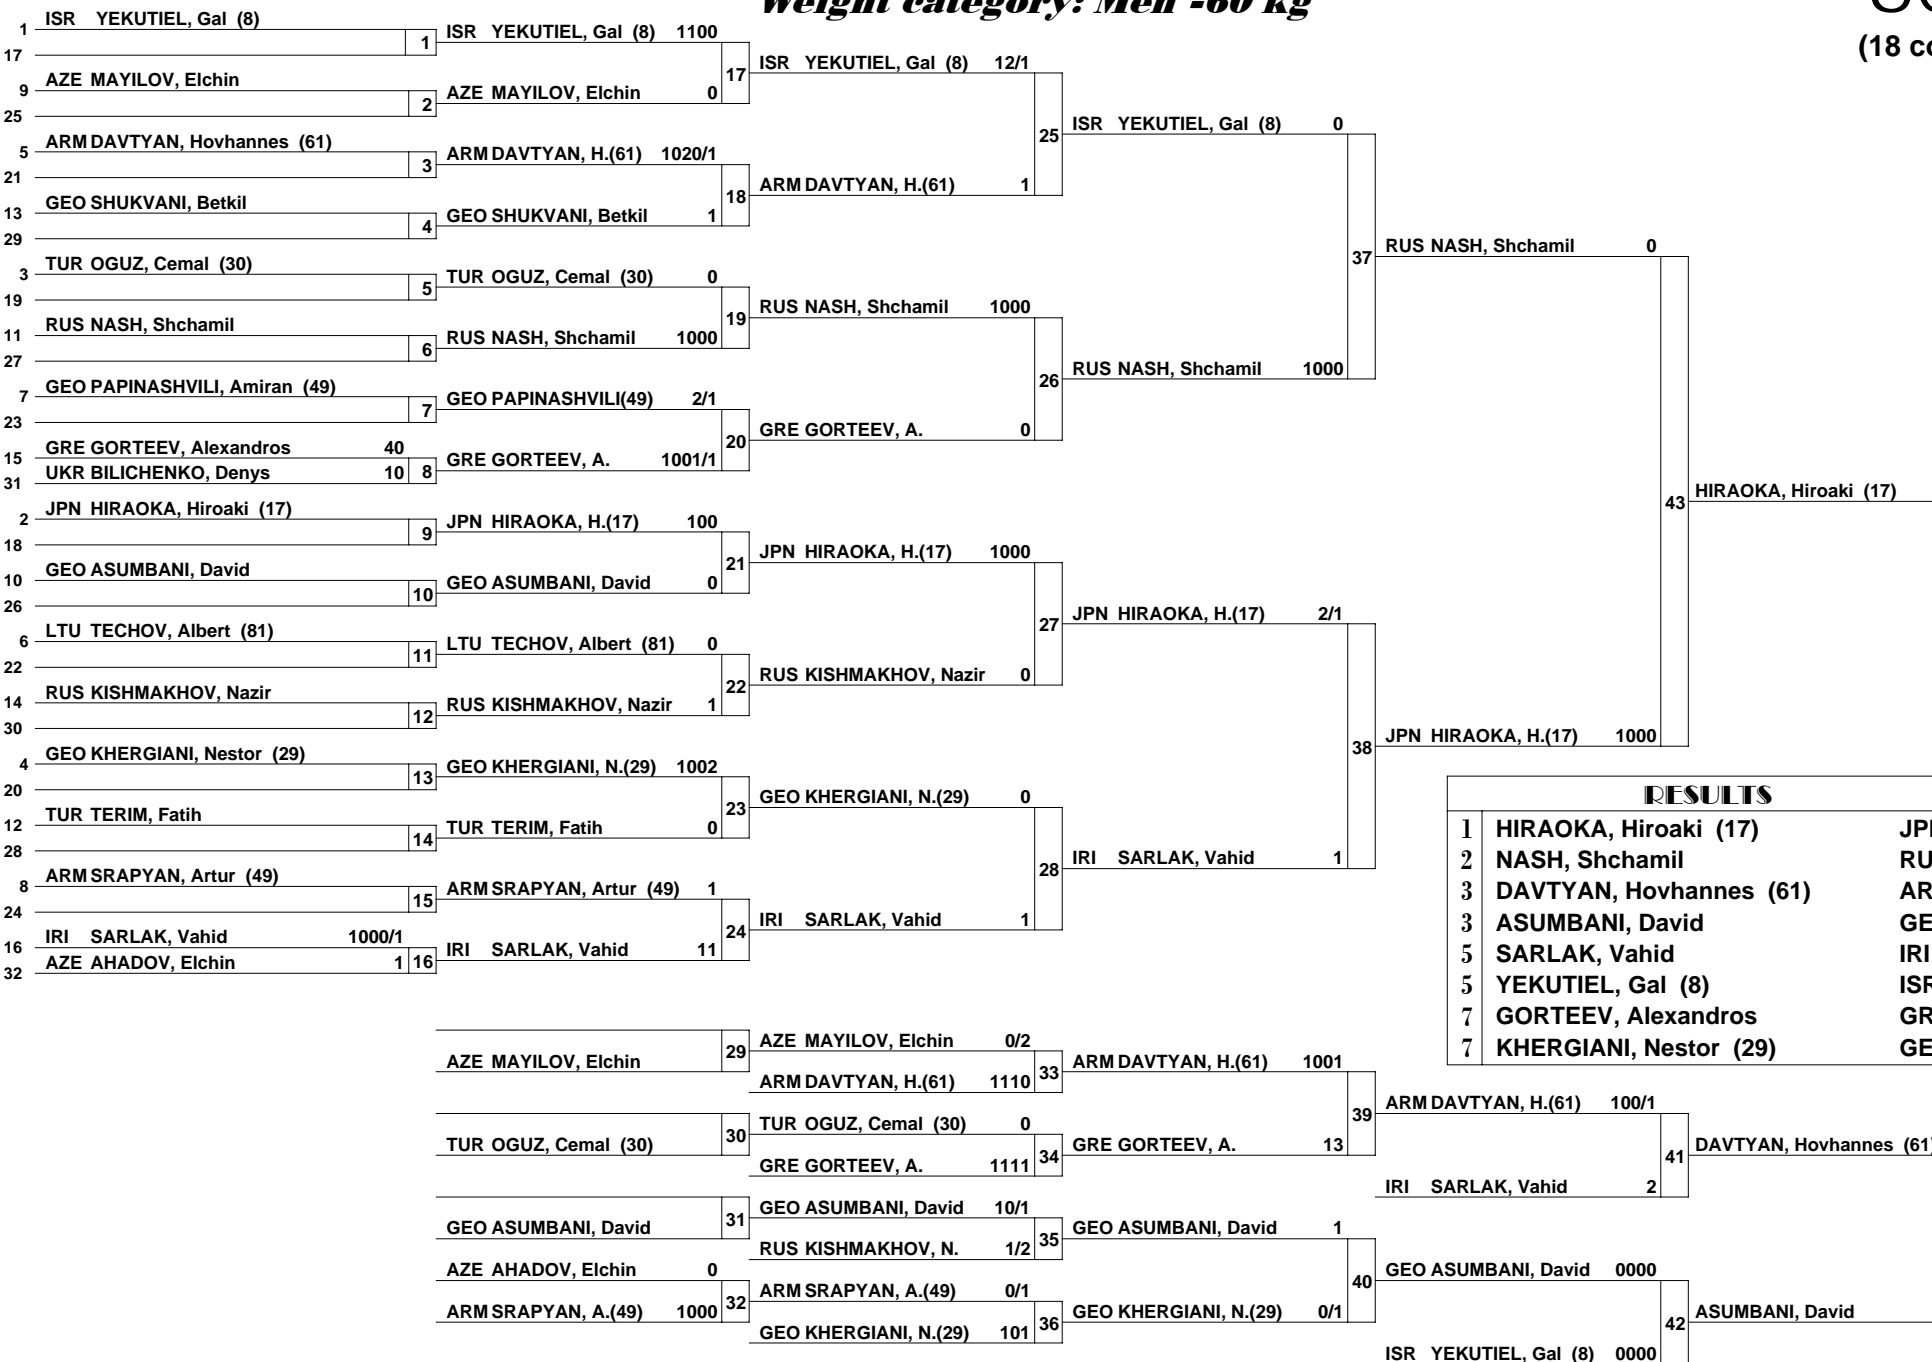 Weight category: Men -60 kg
(18 co
1 ISR YEKUTIEL, Gal (8)
17
1
9 AZE MAYILOV, Elchin
25
2
5 ARM DAVTYAN, Hovhannes (61)
21
3
13 GEO SHUKVANI, Betkil
29
4
3 TUR OGUZ, Cemal (30)
19
5
11 RUS NASH, Shchamil
27
6
7 GEO PAPINASHVILI, Amiran (49)
23
7
15 GRE GORTEEV, Alexandros 40
31 UKR BILICHENKO, Denys 10
8
2 JPN HIRAOKA, Hiroaki (17)
18
9
10 GEO ASUMBANI, David
26
10
6 LTU TECHOV, Albert (81)
22
11
14 RUS KISHMAKHOV, Nazir
30
12
4 GEO KHERGIANI, Nestor (29)
20
13
12 TUR TERIM, Fatih
28
14
8 ARM SRAPYAN, Artur (49)
24
15
16 IRI SARLAK, Vahid 1000/1
32 AZE AHADOV, Elchin 1
16
ISR YEKUTIEL, Gal (8) 1100
17
AZE MAYILOV, Elchin 0
ARM DAVTYAN, H.(61) 1020/1
18
GEO SHUKVANI, Betkil 1
TUR OGUZ, Cemal (30) 0
19
RUS NASH, Shchamil 1000
GEO PAPINASHVILI(49) 2/1
20
GRE GORTEEV, A. 1001/1
JPN HIRAOKA, H.(17) 100
21
GEO ASUMBANI, David 0
LTU TECHOV, Albert (81) 0
22
RUS KISHMAKHOV, Nazir 1
GEO KHERGIANI, N.(29) 1002
23
TUR TERIM, Fatih 0
ARM SRAPYAN, Artur (49) 1
24
IRI SARLAK, Vahid 11
ISR YEKUTIEL, Gal (8) 12/1
25
ARM DAVTYAN, H.(61) 1
RUS NASH, Shchamil 1000
26
GRE GORTEEV, A. 0
JPN HIRAOKA, H.(17) 1000
27
RUS KISHMAKHOV, Nazir 0
GEO KHERGIANI, N.(29) 0
28
IRI SARLAK, Vahid 1
ISR YEKUTIEL, Gal (8) 0
37
RUS NASH, Shchamil 1000
JPN HIRAOKA, H.(17) 2/1
38
IRI SARLAK, Vahid 1
RUS NASH, Shchamil 0
43
JPN HIRAOKA, H.(17) 1000
HIRAOKA, Hiroaki (17)
RESULTS
1 HIRAOKA, Hiroaki (17) JP
2 NASH, Shchamil RU
3 DAVTYAN, Hovhannes (61) AR
3 ASUMBANI, David GE
5 SARLAK, Vahid IRI
5 YEKUTIEL, Gal (8) ISR
7 GORTEEV, Alexandros GR
7 KHERGIANI, Nestor (29) GE
29
AZE MAYILOV, Elchin
30
TUR OGUZ, Cemal (30)
31
GEO ASUMBANI, David
AZE AHADOV, Elchin 0
32
ARM SRAPYAN, A.(49) 1000
AZE MAYILOV, Elchin 0/2
33
ARM DAVTYAN, H.(61) 1110
TUR OGUZ, Cemal (30) 0
34
GRE GORTEEV, A. 1111
GEO ASUMBANI, David 10/1
35
RUS KISHMAKHOV, N. 1/2
ARM SRAPYAN, A.(49) 0/1
36
GEO KHERGIANI, N.(29) 101
ARM DAVTYAN, H.(61) 1001
39
GRE GORTEEV, A. 13
GEO ASUMBANI, David 1
40
GEO KHERGIANI, N.(29) 0/1
ARM DAVTYAN, H.(61) 100/1
41
IRI SARLAK, Vahid 2
DAVTYAN, Hovhannes (61)
GEO ASUMBANI, David 0000
42
ISR YEKUTIEL, Gal (8) 0000
ASUMBANI, David